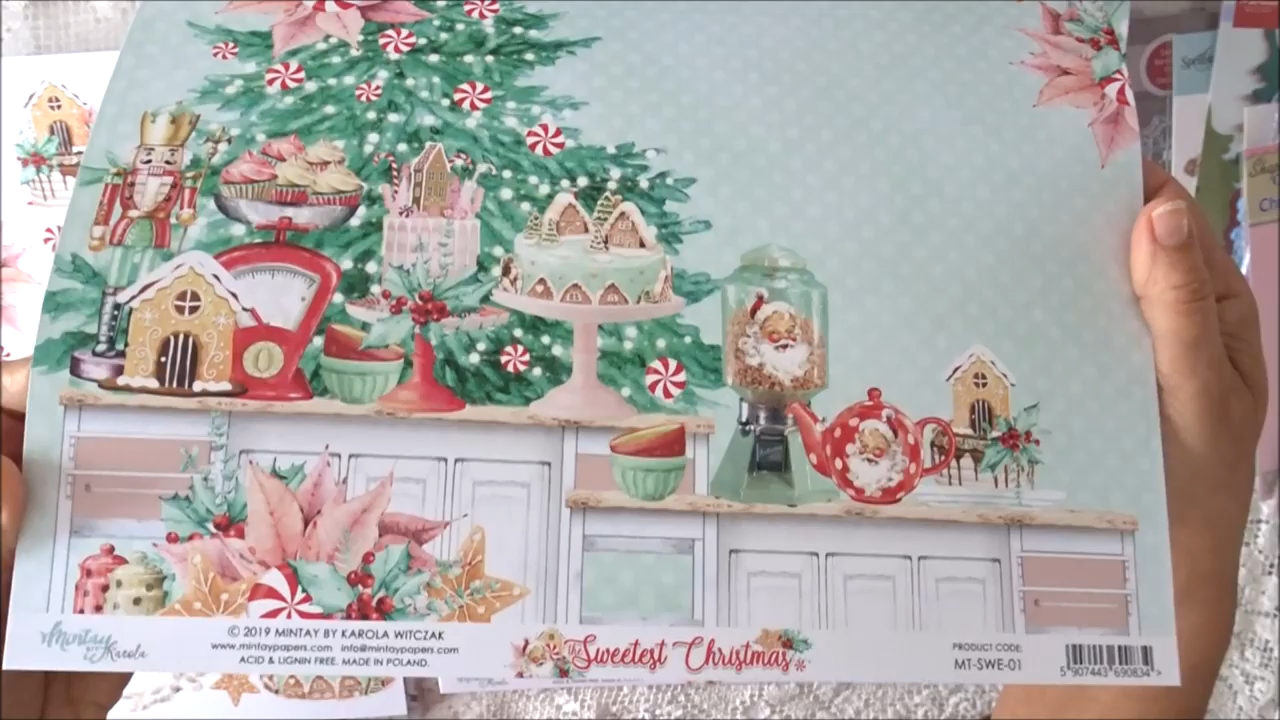 Mintay
by Karola
© 2019 MINTAY BY KAROLA WITCZAK
www.mintaypapers.com info@mintaypapers.com
ACID & LIGNIN FREE. MADE IN POLAND.
the Sweetest Christmas
PRODUCT CODE:
MT-SWE-01
5 907443 690834 >